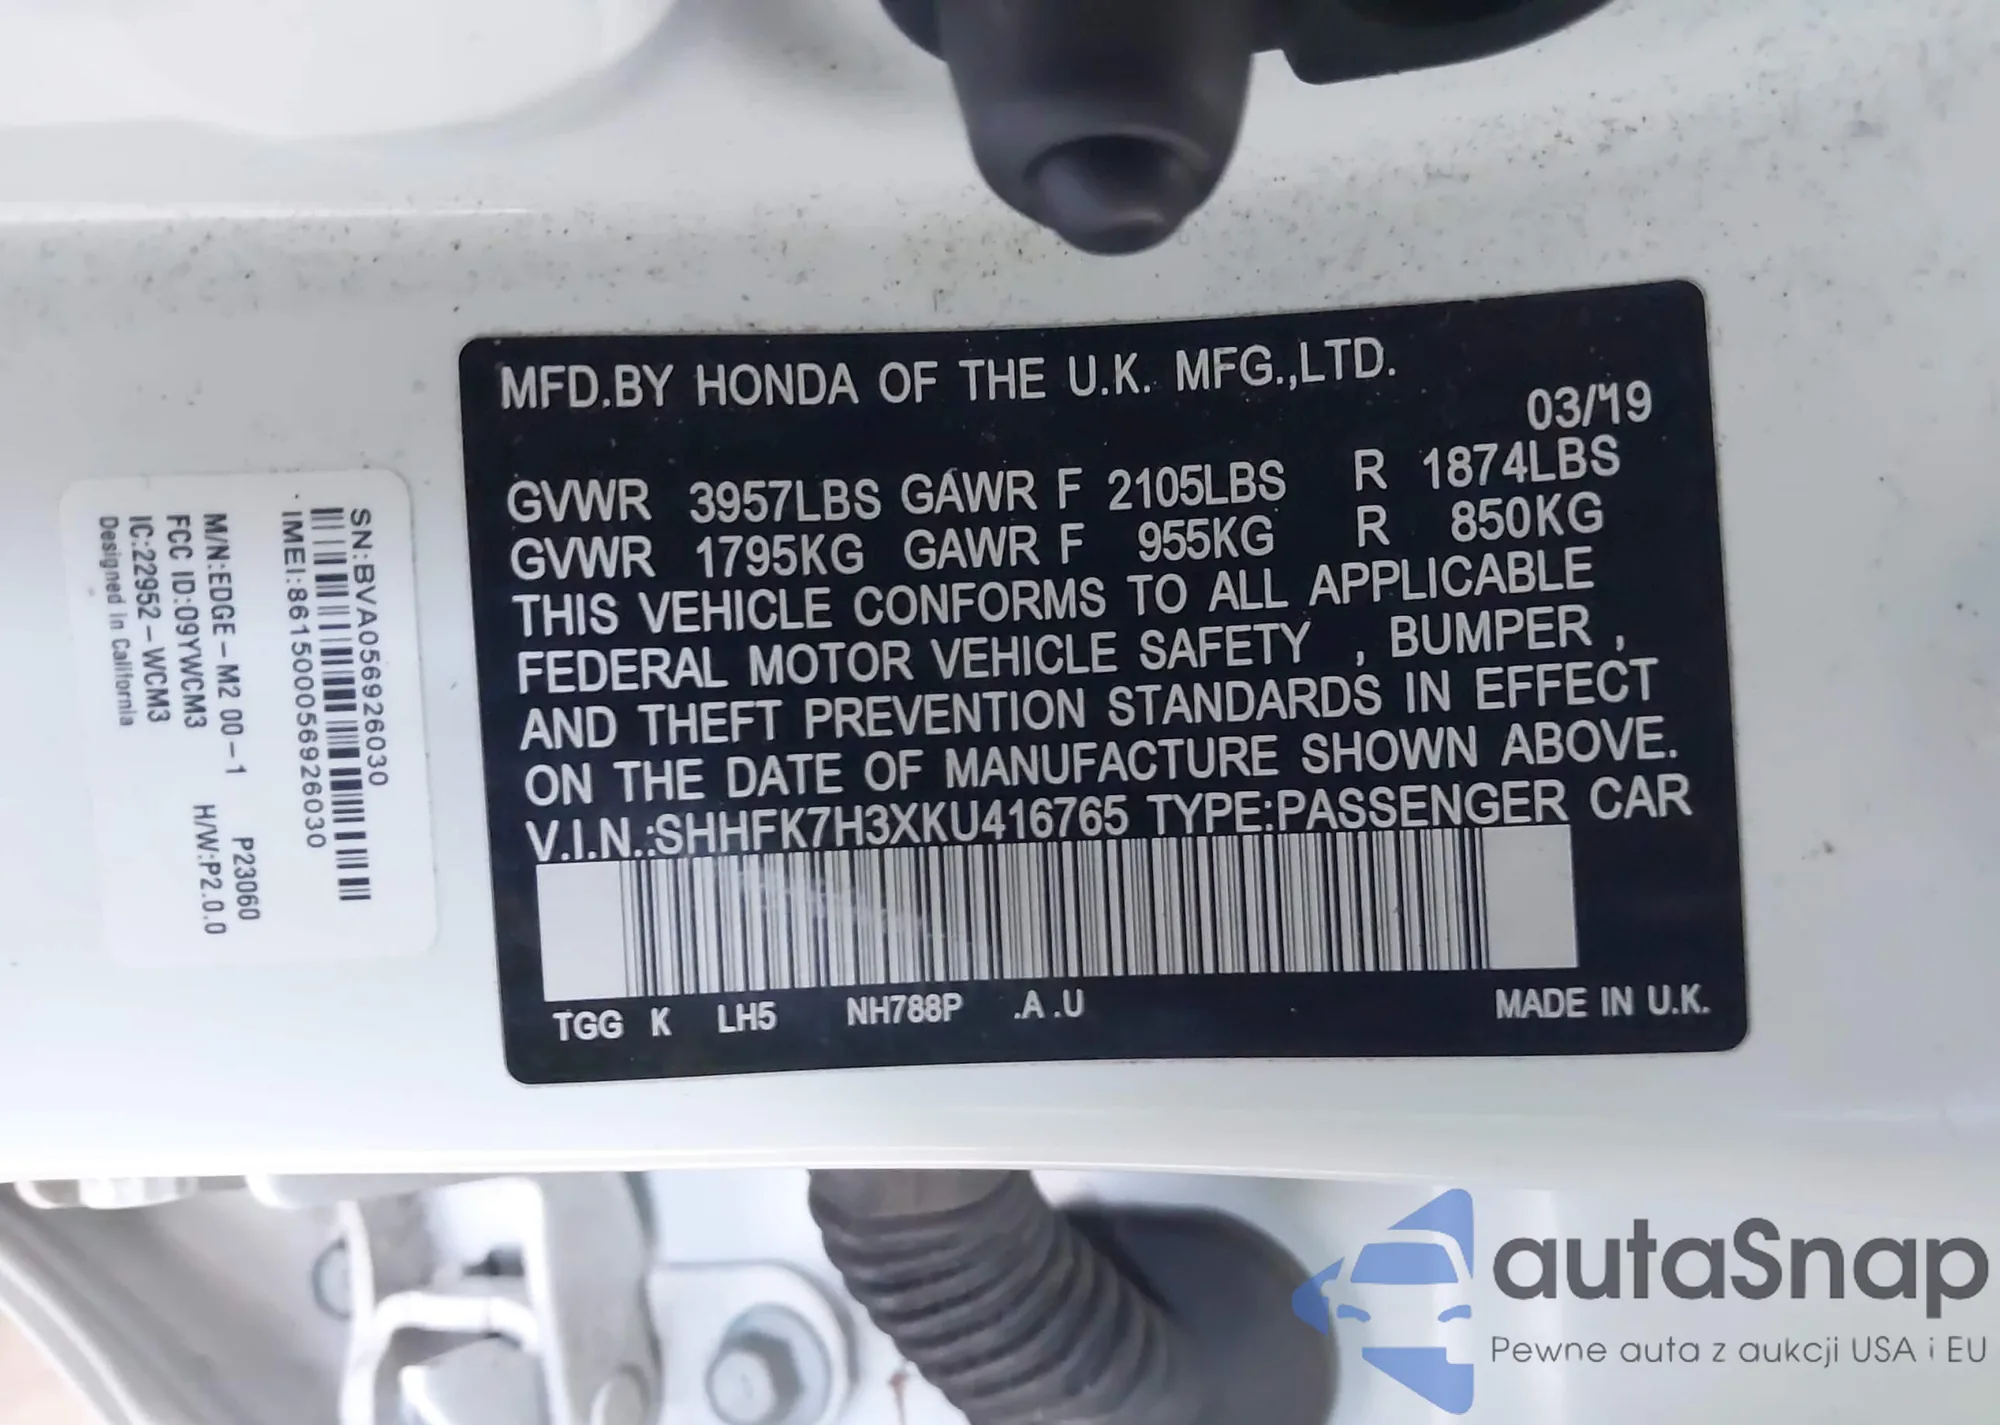 MFD.BY HONDA OF THE U.K. MFG.,LTD.
03/19
GVWR 3957LBS GAWR F 2105LBS R 1874LBS
GVWR 1795KG GAWR F 955KG R 850KG
THIS VEHICLE CONFORMS TO ALL APPLICABLE
FEDERAL MOTOR VEHICLE SAFETY , BUMPER ,
AND THEFT PREVENTION STANDARDS IN EFFECT
ON THE DATE OF MANUFACTURE SHOWN ABOVE.
V.I.N.:SHHFK7H3XKU416765 TYPE:PASSENGER CAR
TGG K LH5 NH788P .A .U MADE IN U.K.
SN:BVA056926030
IMEI:861500056926030
M/N:EDGE-M2 00-1 P23060
FCC ID:09YWCM3 H/W:P2.0.0
IC:22952-WCM3
Designed in California
autaSnap
Pewne auta z aukcji USA i EU